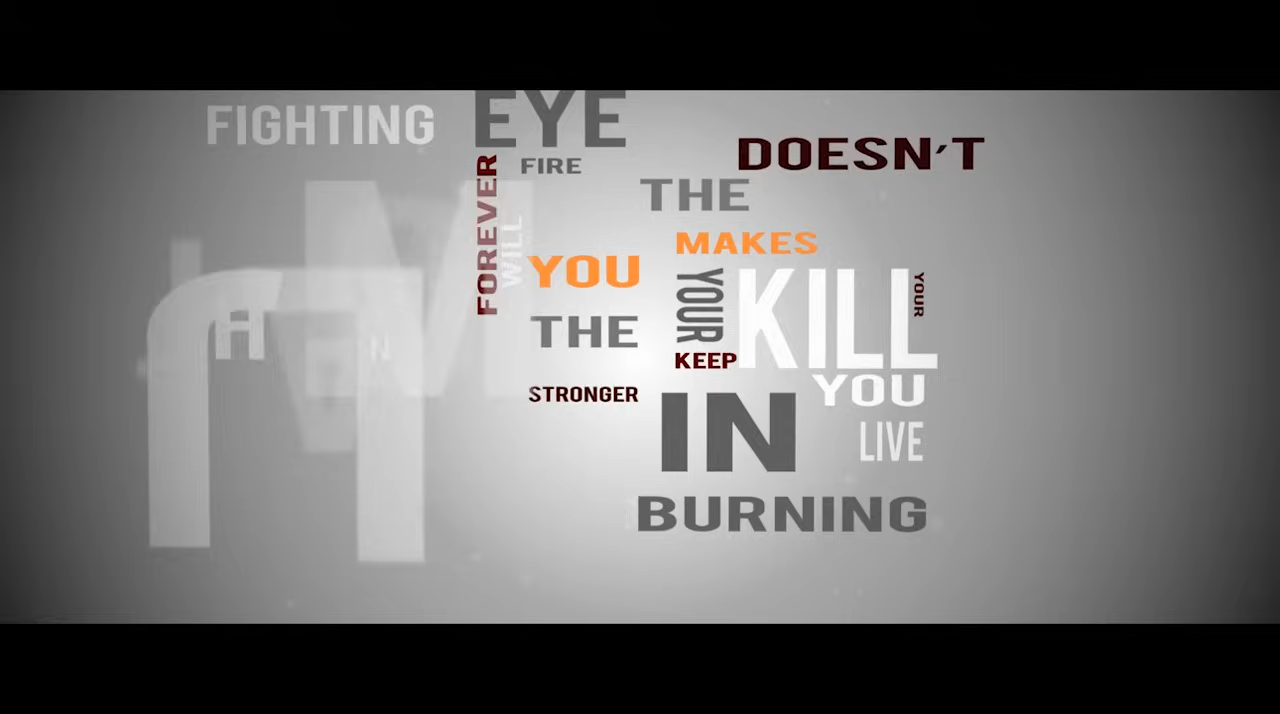 FIGHTING
EYE
FIRE
DOESN'T
FOREVER
WILL
THE
MAKES
YOU
YOUR
KILL
YOUR
THE
KEEP
YOU
STRONGER
IN
LIVE
BURNING
H
N
M